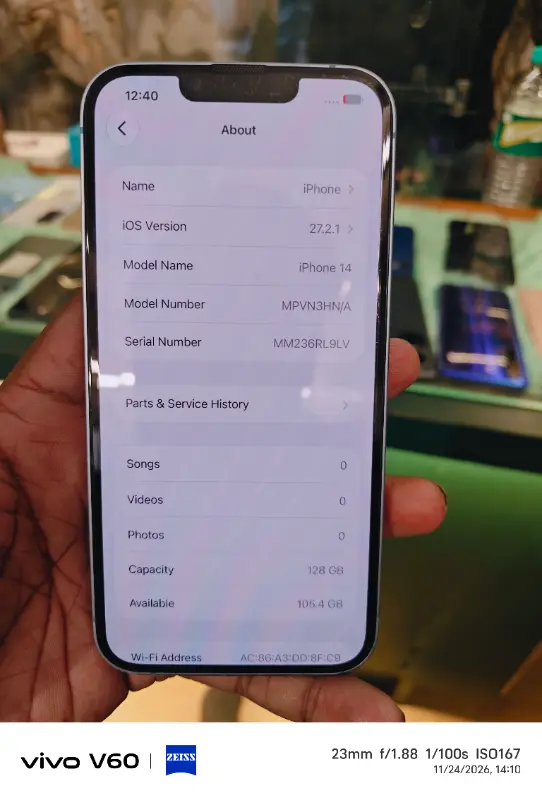 12:40
About
Name iPhone
iOS Version 27.2.1
Model Name iPhone 14
Model Number MPVN3HN/A
Serial Number MM236RL9LV
Parts & Service History
Songs 0
Videos 0
Photos 0
Capacity 128 GB
Available 105.4 GB
Wi-Fi Address AC:86:A3:DD:8F:C9
vivo V60 | ZEISS
23mm f/1.88 1/100s ISO167
11/24/2026, 14:10